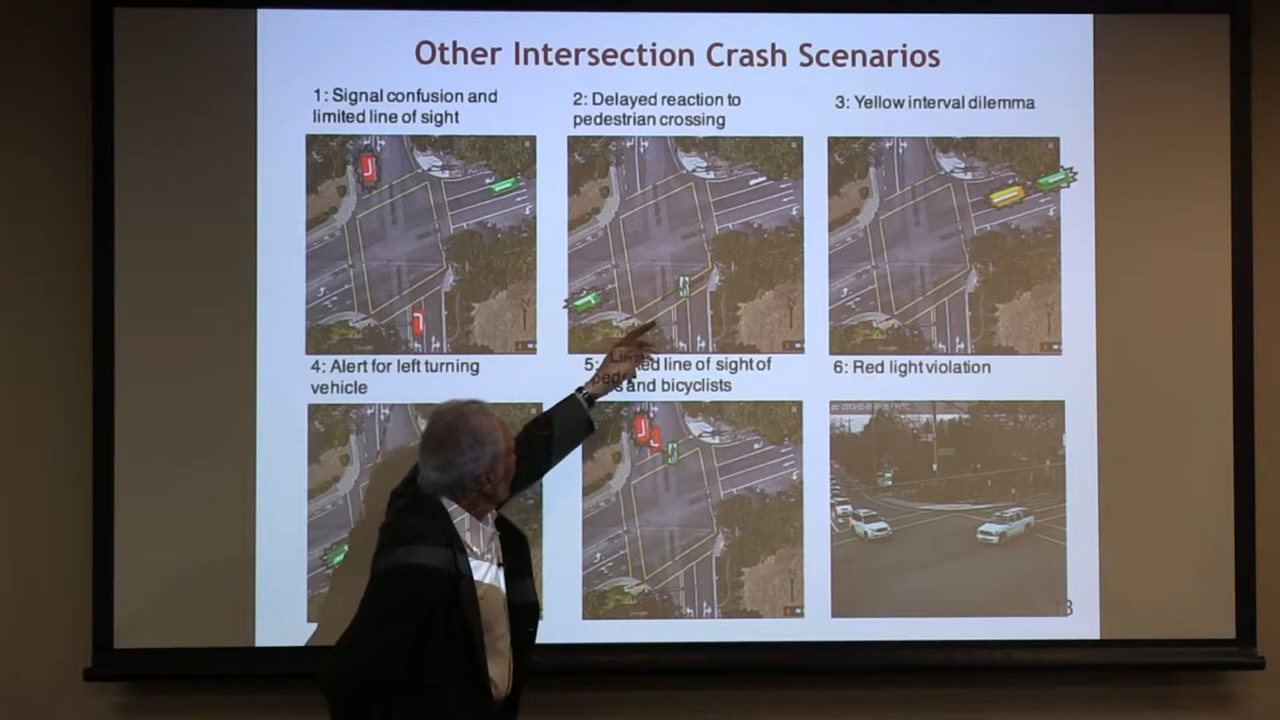 Other Intersection Crash Scenarios
1: Signal confusion and
limited line of sight
2: Delayed reaction to
pedestrian crossing
3: Yellow interval dilemma
4: Alert for left turning
vehicle
5: Limited line of sight of
and bicyclists
6: Red light violation